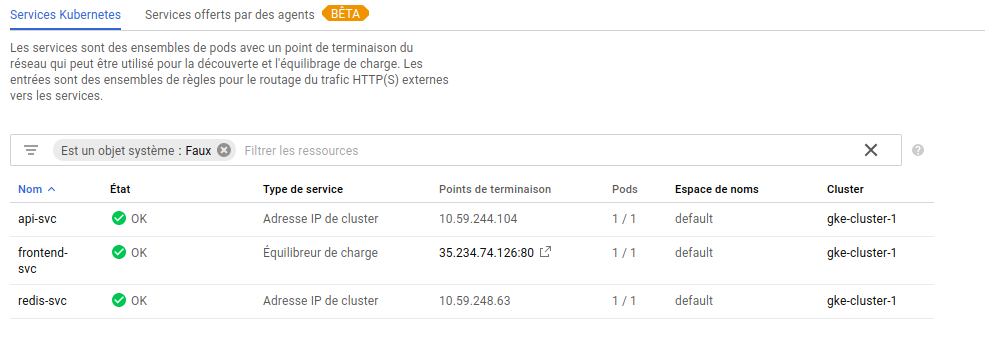 Services Kubernetes Services offerts par des agents BÊTA
Les services sont des ensembles de pods avec un point de terminaison du
réseau qui peut être utilisé pour la découverte et l'équilibrage de charge. Les
entrées sont des ensembles de règles pour le routage du trafic HTTP(S) externes
vers les services.
Est un objet système : Faux Filtrer les ressources
Nom État Type de service Points de terminaison Pods Espace de noms Cluster
api-svc OK Adresse IP de cluster 10.59.244.104 1 / 1 default gke-cluster-1
frontend- OK Équilibreur de charge 35.234.74.126:80 1 / 1 default gke-cluster-1
svc
redis-svc OK Adresse IP de cluster 10.59.248.63 1 / 1 default gke-cluster-1